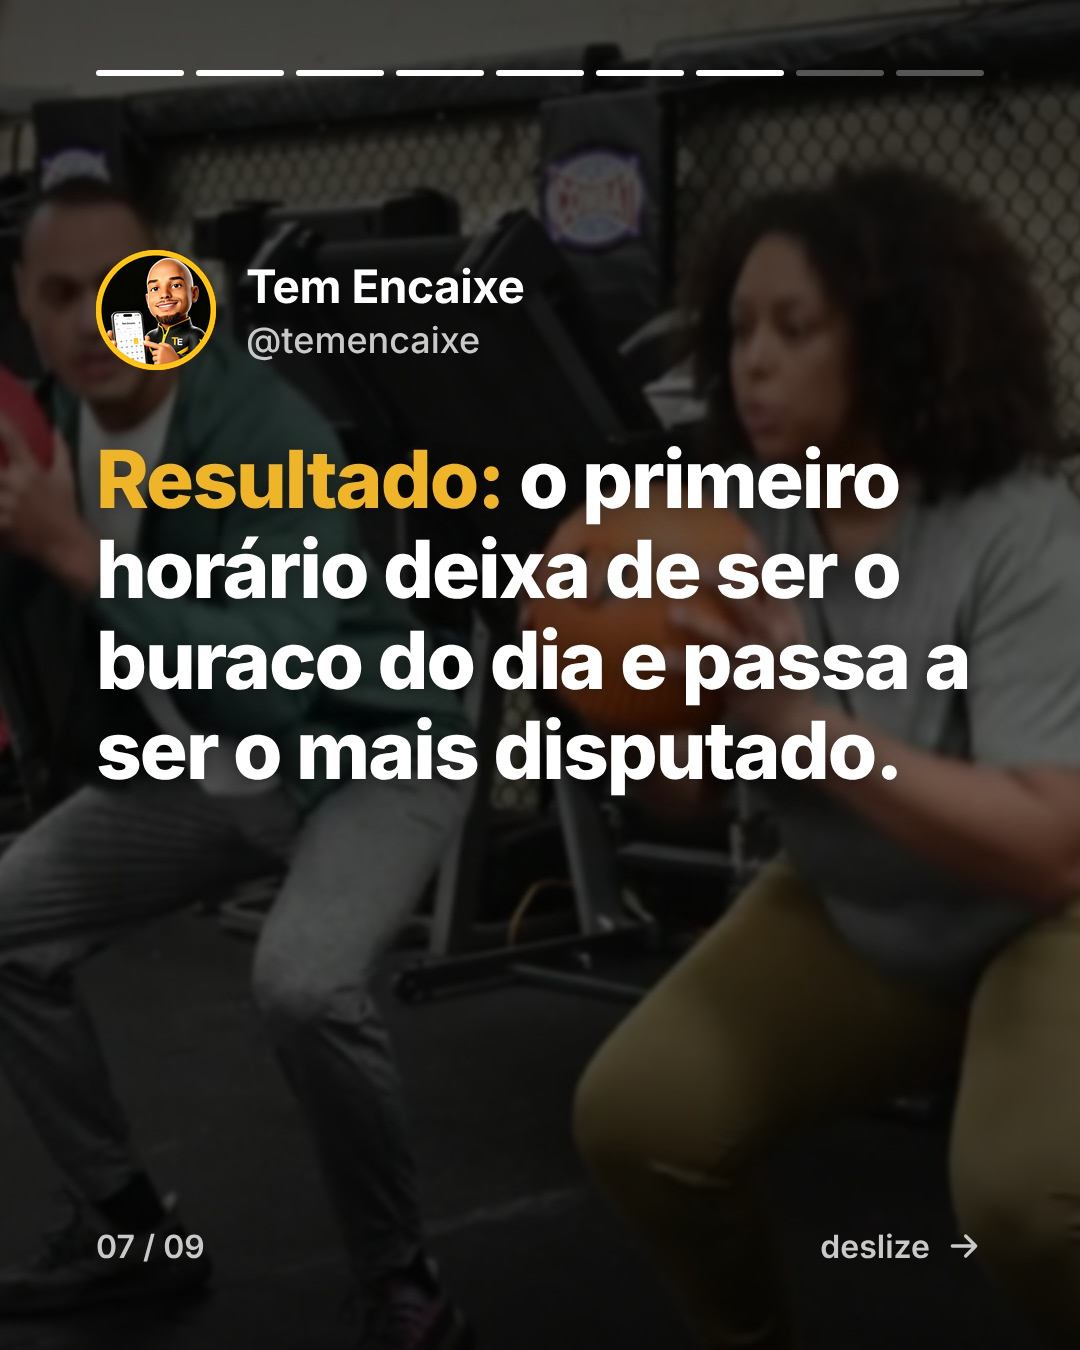 Tem Encaixe
@temencaixe
Resultado: o primeiro
horário deixa de ser o
buraco do dia e passa a
ser o mais disputado.
07 / 09
deslize →